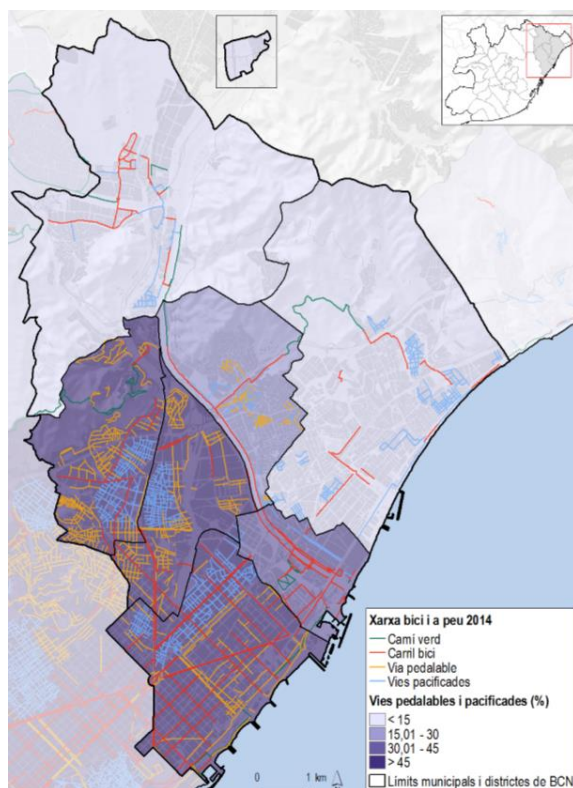 Xarxa bici i a peu 2014
Camí verd
Carril bici
Via pedalable
Vies pacificades
Vies pedalables i pacificades (%)
< 15
15,01 - 30
30,01 - 45
> 45
Límits municipals i districtes de BCN
0 1 km